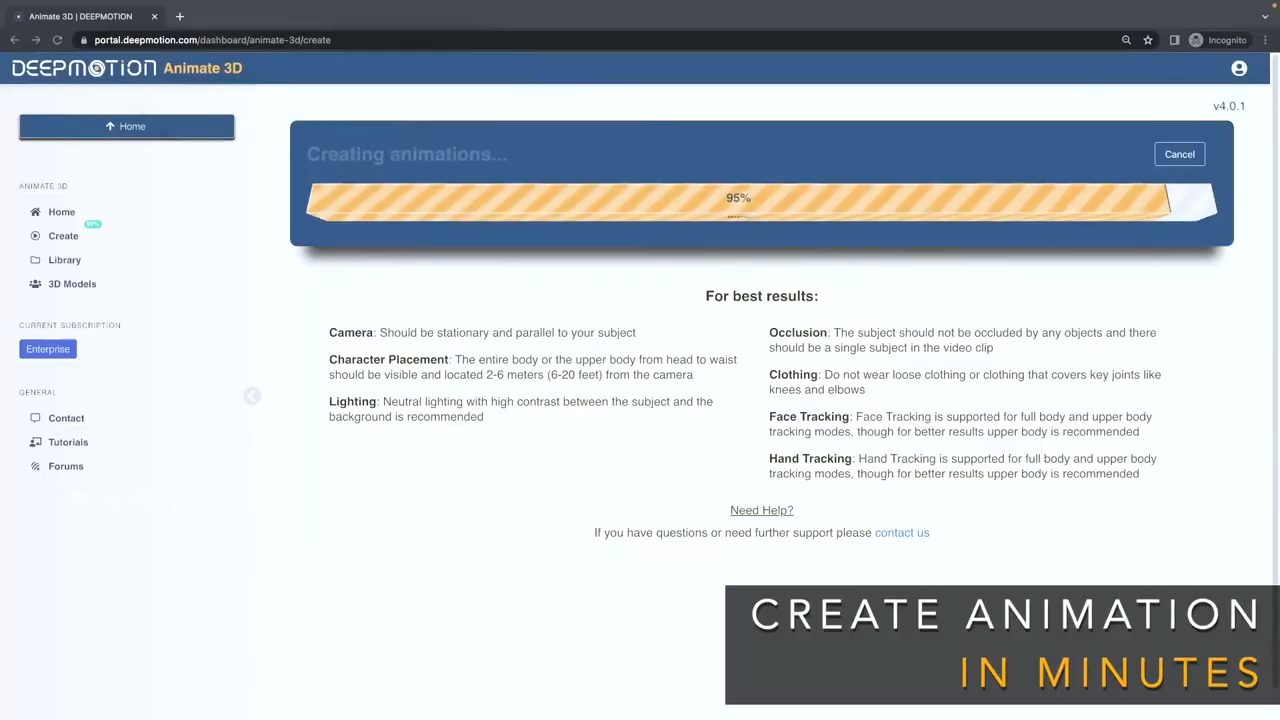 Animate 3D | DEEPMOTION
portal.deepmotion.com/dashboard/animate-3d/create
Incognito
DEEPMOTION Animate 3D
v4.0.1
Home
ANIMATE 3D
Home
Create
Library
3D Models
CURRENT SUBSCRIPTION
Enterprise
GENERAL
Contact
Tutorials
Forums
Creating animations...
Cancel
95%
For best results:
Camera: Should be stationary and parallel to your subject
Character Placement: The entire body or the upper body from head to waist
should be visible and located 2-6 meters (6-20 feet) from the camera
Lighting: Neutral lighting with high contrast between the subject and the
background is recommended
Occlusion: The subject should not be occluded by any objects and there
should be a single subject in the video clip
Clothing: Do not wear loose clothing or clothing that covers key joints like
knees and elbows
Face Tracking: Face Tracking is supported for full body and upper body
tracking modes, though for better results upper body is recommended
Hand Tracking: Hand Tracking is supported for full body and upper body
tracking modes, though for better results upper body is recommended
Need Help?
If you have questions or need further support please contact us
CREATE ANIMATION
IN MINUTES